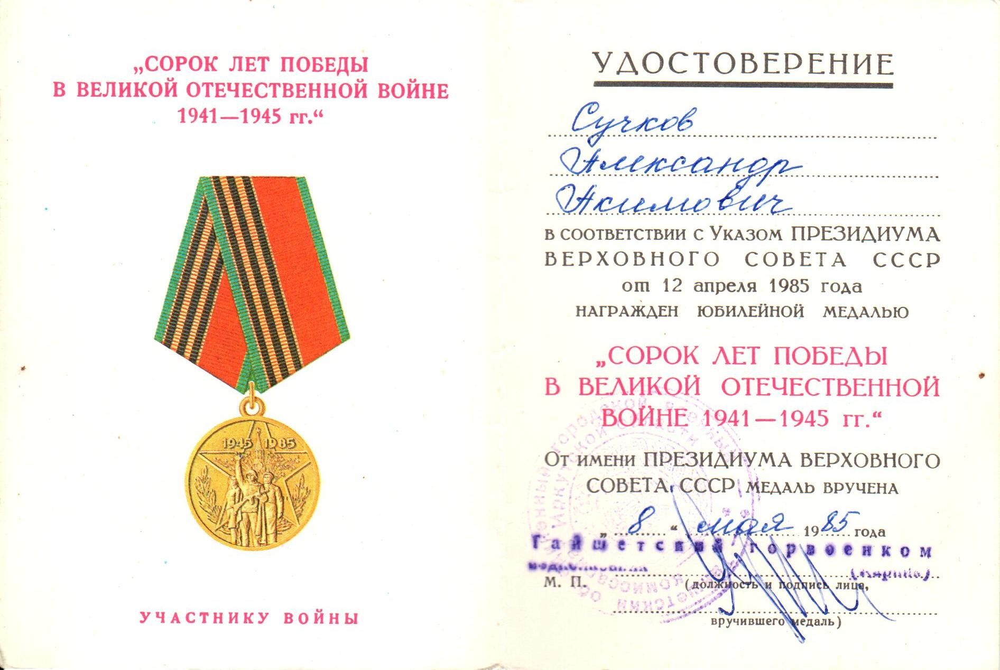 „СОРОК ЛЕТ ПОБЕДЫ
В ВЕЛИКОЙ ОТЕЧЕСТВЕННОЙ ВОЙНЕ
1941—1945 гг.“
1945 1985
УЧАСТНИКУ ВОЙНЫ
УДОСТОВЕРЕНИЕ
Сучков
Александр
Акимович
В СООТВЕТСТВИИ С УКАЗОМ ПРЕЗИДИУМА
ВЕРХОВНОГО СОВЕТА СССР
от 12 апреля 1985 года
НАГРАЖДЕН ЮБИЛЕЙНОЙ МЕДАЛЬЮ
„СОРОК ЛЕТ ПОБЕДЫ
В ВЕЛИКОЙ ОТЕЧЕСТВЕННОЙ
ВОЙНЕ 1941—1945 гг.“
ОТ ИМЕНИ ПРЕЗИДИУМА ВЕРХОВНОГО
СОВЕТА СССР МЕДАЛЬ ВРУЧЕНА
„ 8 “ мая 1985 года
Тайшетский горвоенком
М. П.
(должность и подпись лица,
вручившего медаль)